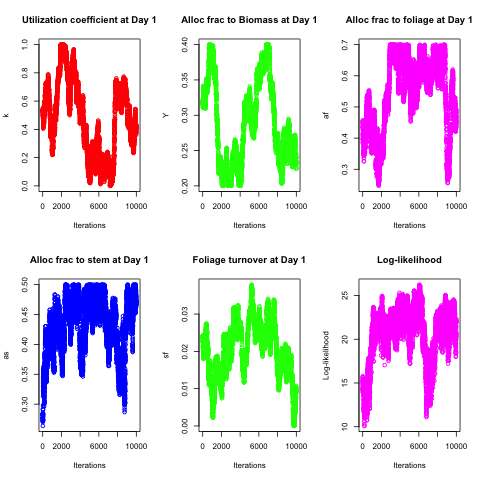 Utilization coefficient at Day 1
k
1.0
0.8
0.6
0.4
0.2
0.0
0 2000 6000 10000
Iterations
Alloc frac to Biomass at Day 1
Y
0.40
0.35
0.30
0.25
0.20
0 2000 6000 10000
Iterations
Alloc frac to foliage at Day 1
af
0.7
0.6
0.5
0.4
0.3
0 2000 6000 10000
Iterations
Alloc frac to stem at Day 1
as
0.50
0.45
0.40
0.35
0.30
0 2000 6000 10000
Iterations
Foliage turnover at Day 1
sf
0.03
0.02
0.01
0.00
0 2000 6000 10000
Iterations
Log-likelihood
Log-likelihood
25
20
15
10
0 2000 6000 10000
Iterations